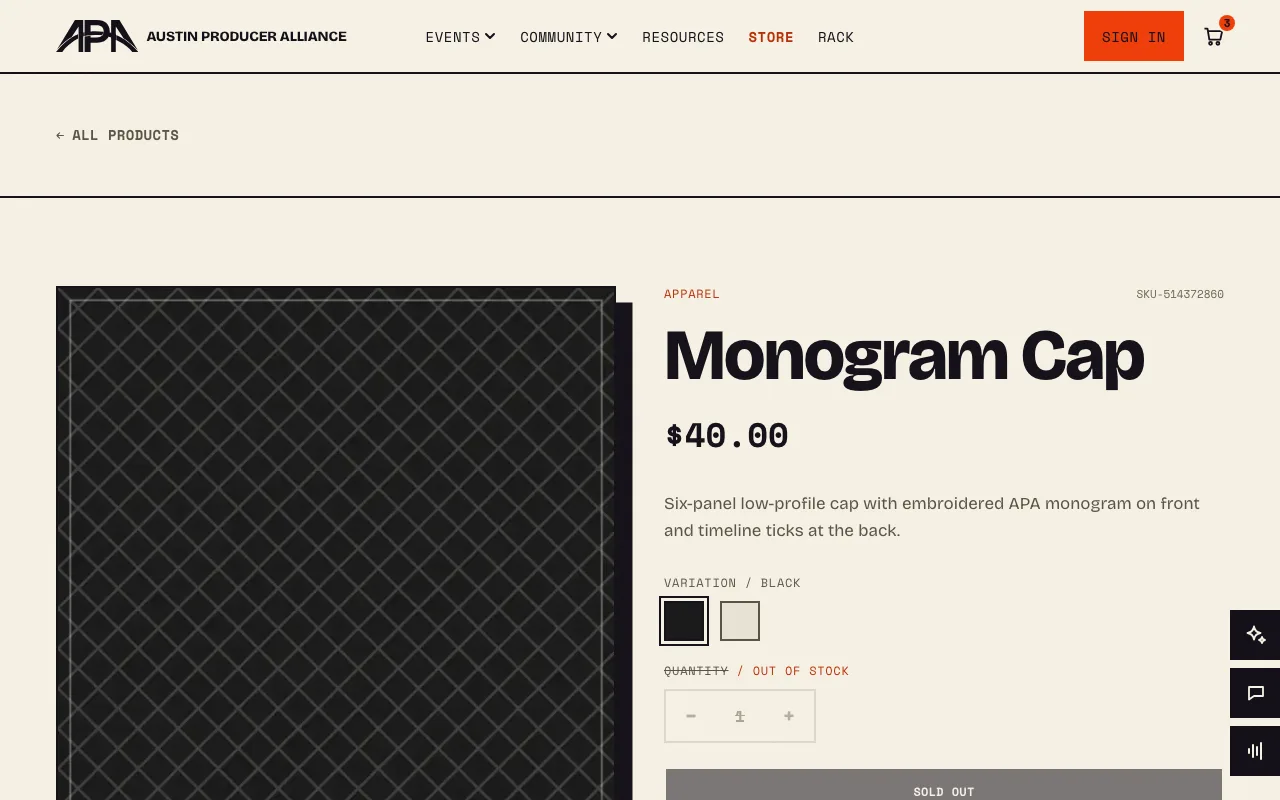 APA AUSTIN PRODUCER ALLIANCE EVENTS COMMUNITY RESOURCES STORE RACK SIGN IN 3
← ALL PRODUCTS
APPAREL SKU-514372860
Monogram Cap
$40.00
Six-panel low-profile cap with embroidered APA monogram on front
and timeline ticks at the back.
VARIATION / BLACK
QUANTITY / OUT OF STOCK
− 1 +
SOLD OUT